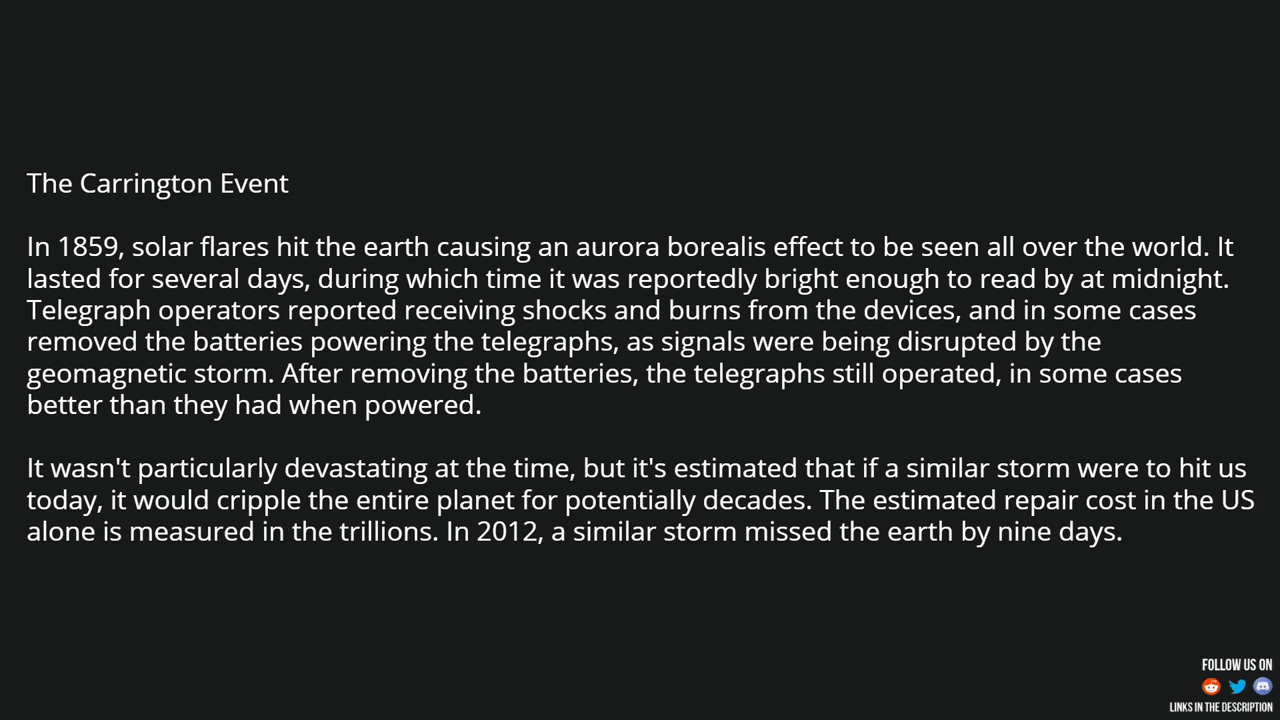 The Carrington Event
In 1859, solar flares hit the earth causing an aurora borealis effect to be seen all over the world. It
lasted for several days, during which time it was reportedly bright enough to read by at midnight.
Telegraph operators reported receiving shocks and burns from the devices, and in some cases
removed the batteries powering the telegraphs, as signals were being disrupted by the
geomagnetic storm. After removing the batteries, the telegraphs still operated, in some cases
better than they had when powered.
It wasn't particularly devastating at the time, but it's estimated that if a similar storm were to hit us
today, it would cripple the entire planet for potentially decades. The estimated repair cost in the US
alone is measured in the trillions. In 2012, a similar storm missed the earth by nine days.
FOLLOW US ON
LINKS IN THE DESCRIPTION